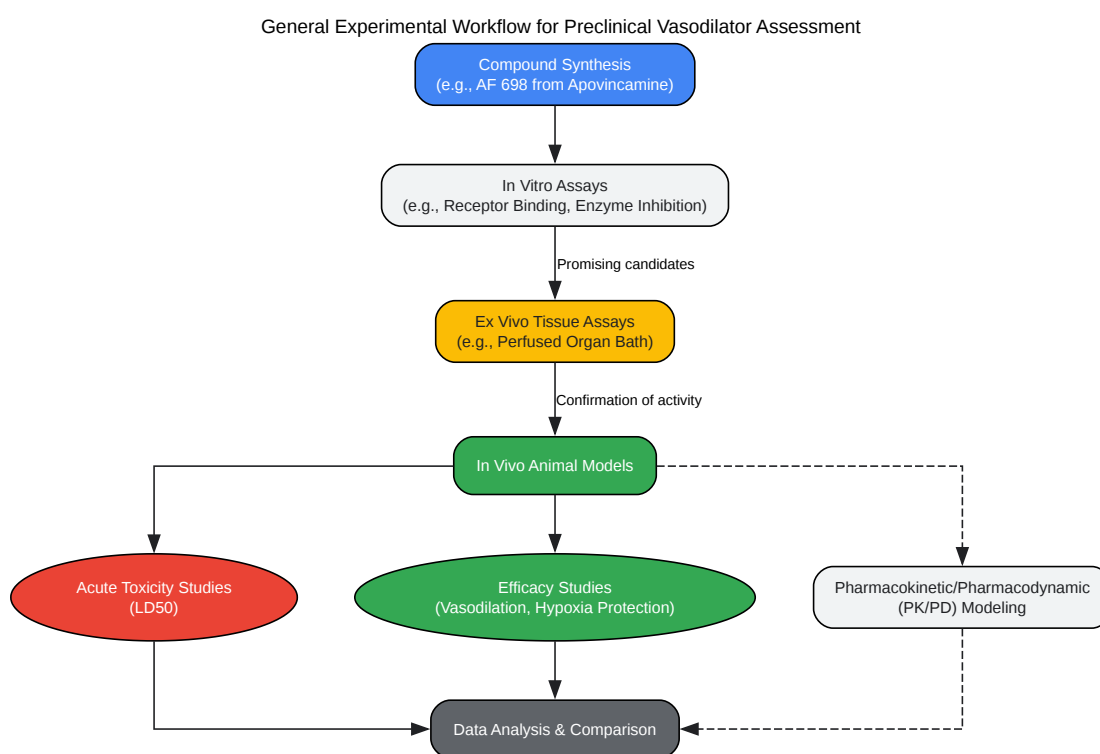 General Experimental Workflow for Preclinical Vasodilator Assessment
Compound Synthesis
(e.g., AF 698 from Apovincamine)
In Vitro Assays
(e.g., Receptor Binding, Enzyme Inhibition)
Promising candidates
Ex Vivo Tissue Assays
(e.g., Perfused Organ Bath)
Confirmation of activity
In Vivo Animal Models
Acute Toxicity Studies
(LD50)
Efficacy Studies
(Vasodilation, Hypoxia Protection)
Pharmacokinetic/Pharmacodynamic
(PK/PD) Modeling
Data Analysis & Comparison